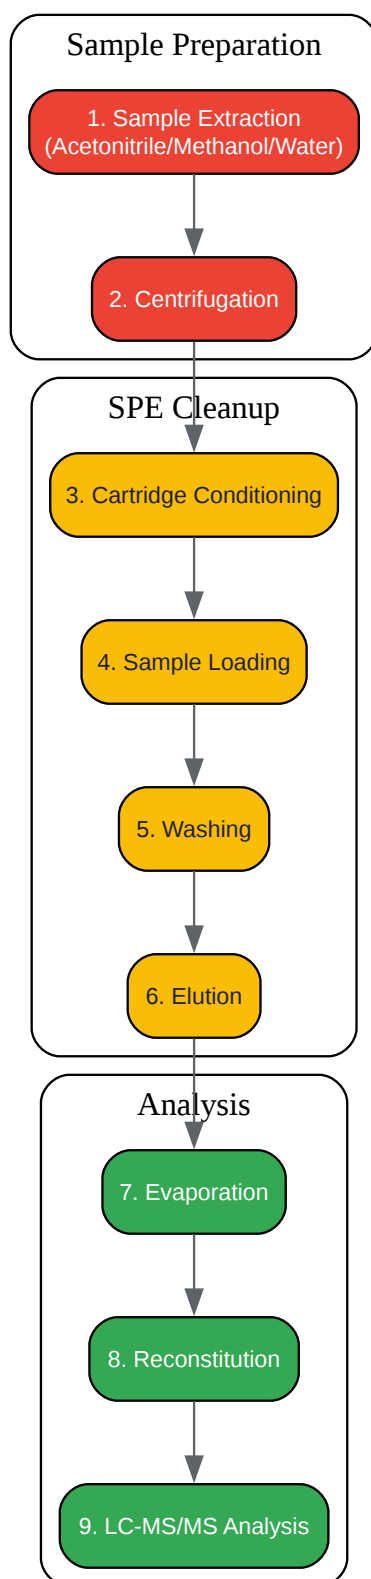 Sample Preparation
1. Sample Extraction
(Acetonitrile/Methanol/Water)
2. Centrifugation
SPE Cleanup
3. Cartridge Conditioning
4. Sample Loading
5. Washing
6. Elution
Analysis
7. Evaporation
8. Reconstitution
9. LC-MS/MS Analysis